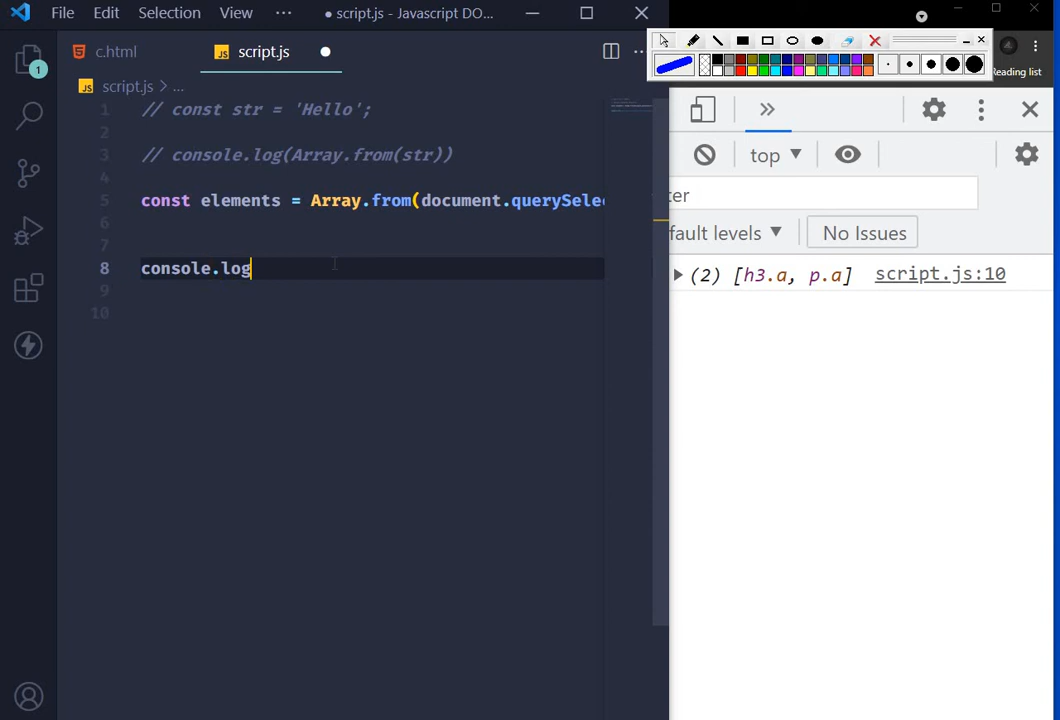 File Edit Selection View ··· ● script.js - Javascript DO...
c.html script.js
script.js > ...
1 // const str = 'Hello';
2
3 // console.log(Array.from(str))
4
5 const elements = Array.from(document.querySelec
6
7
8 console.log
9
10
1
Reading list
top
ter
fault levels No Issues
(2) [h3.a, p.a] script.js:10